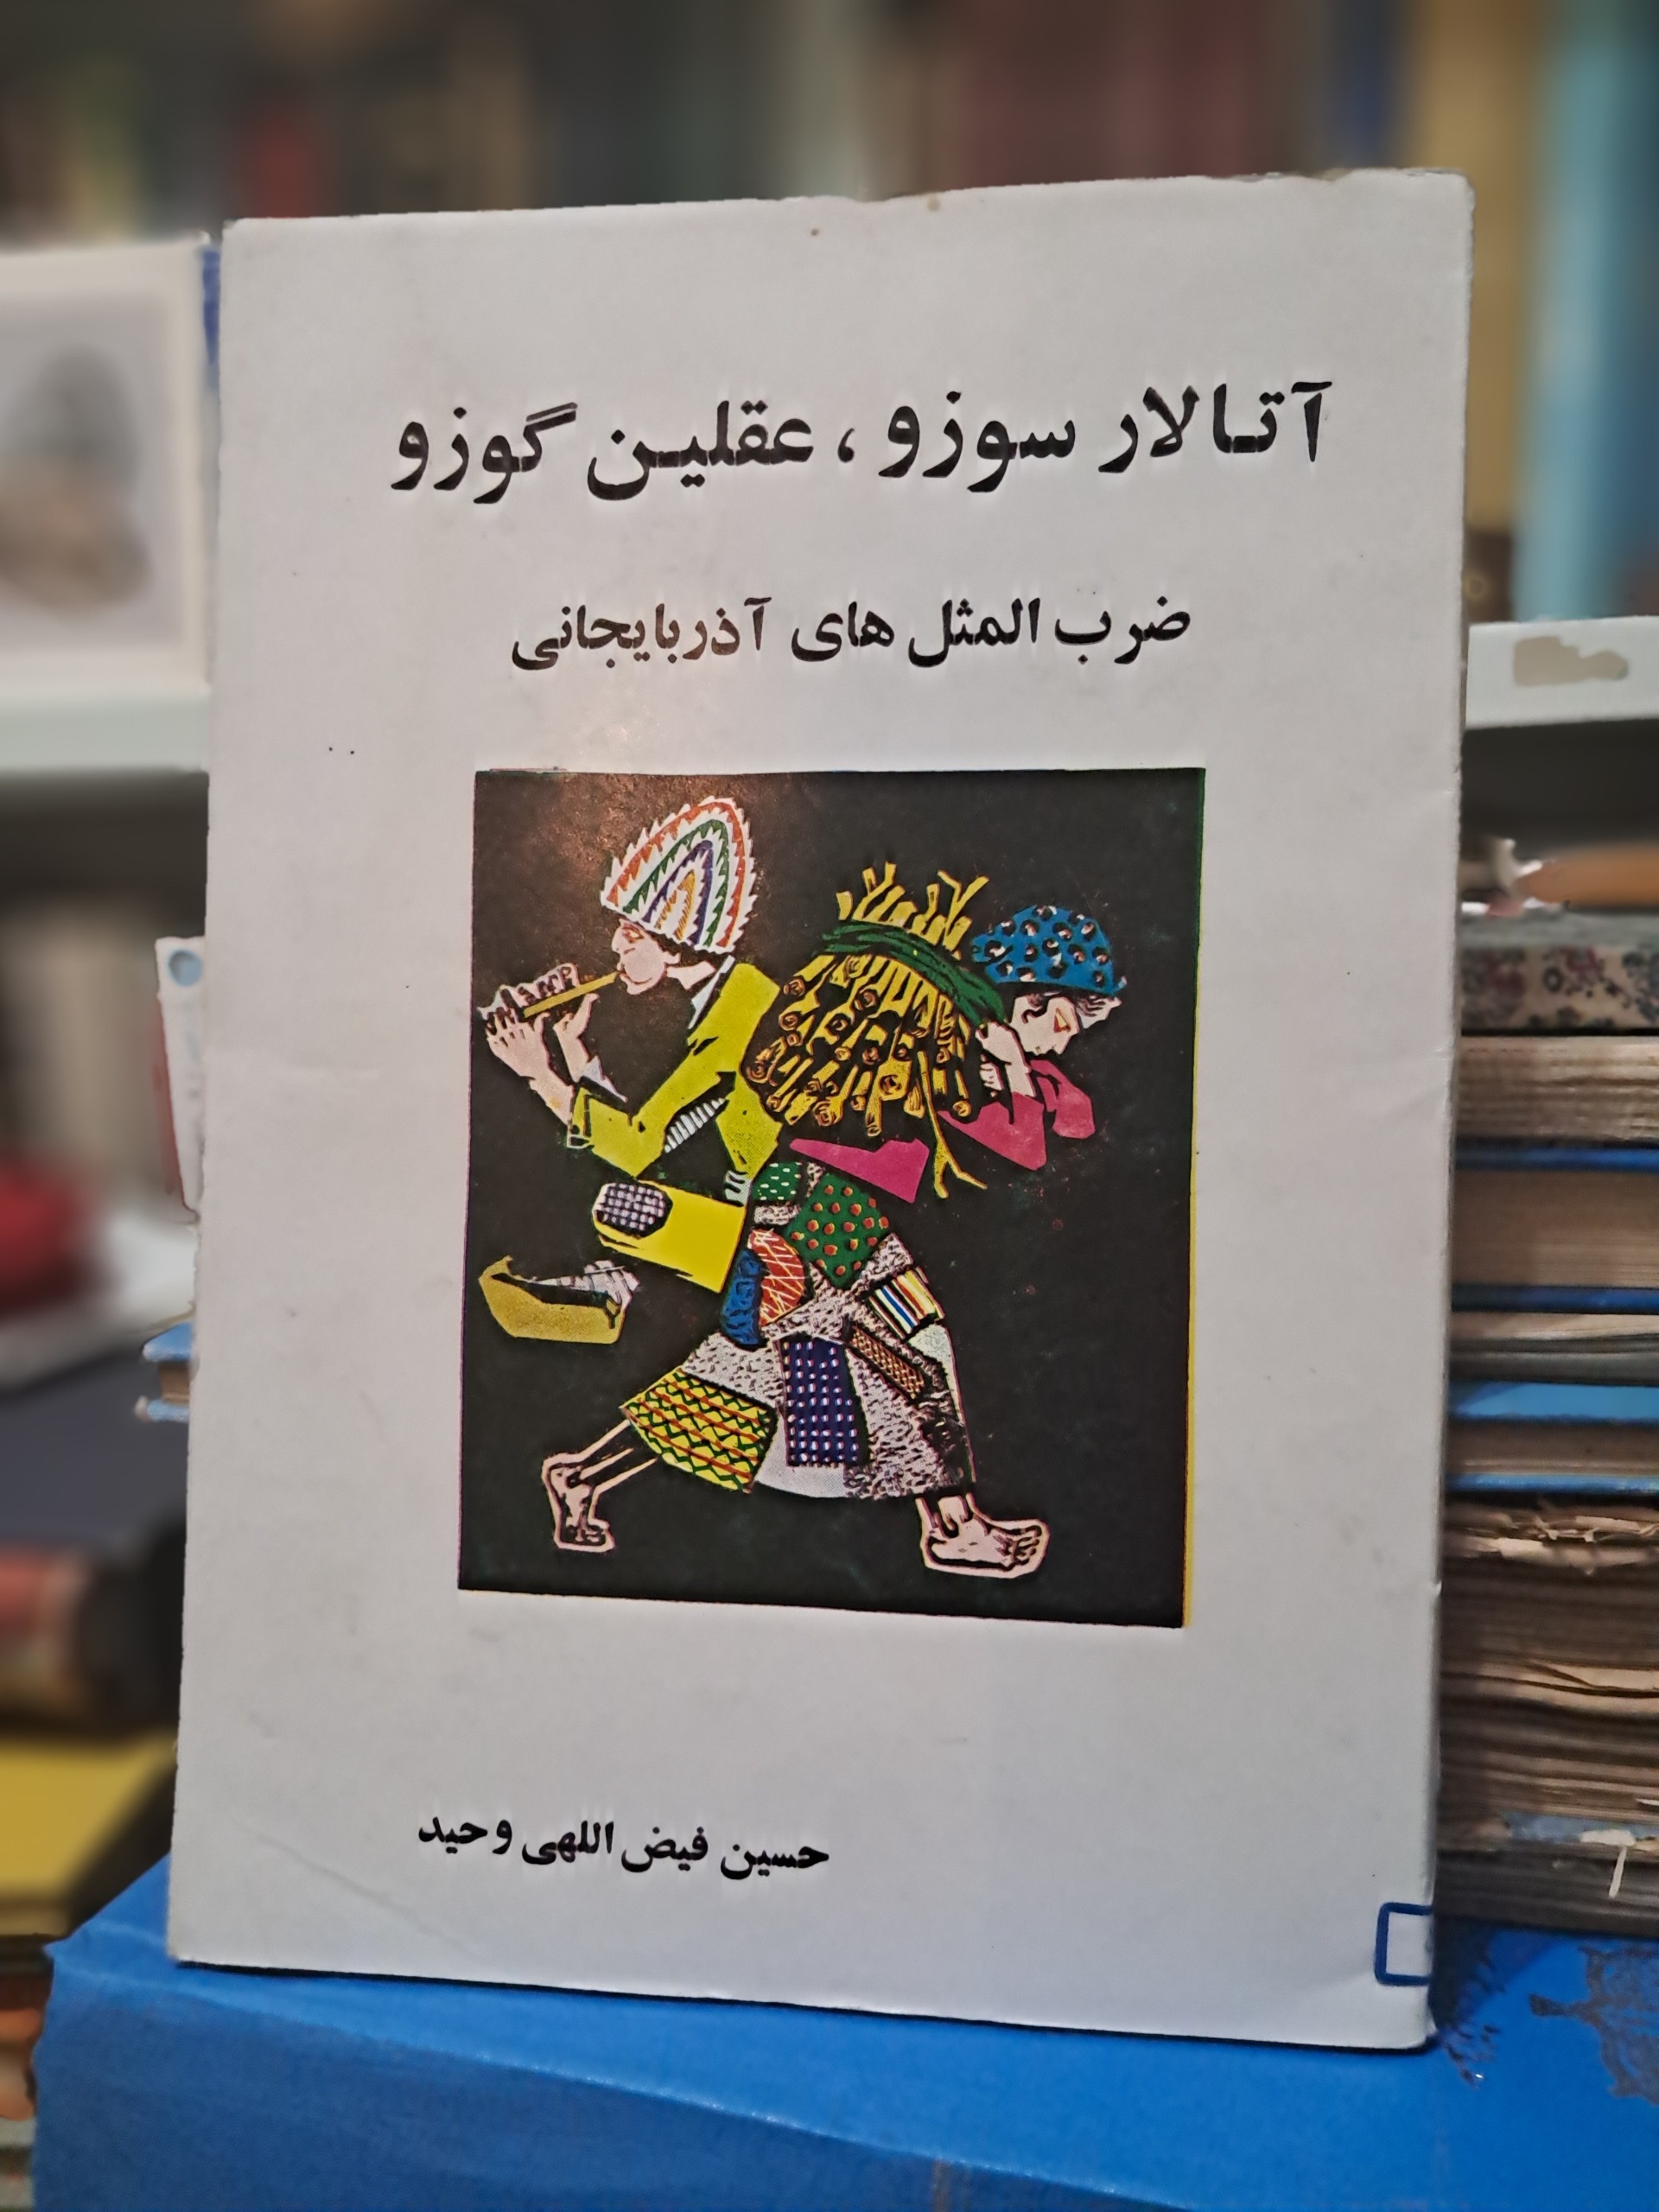 آتالار سوزو، عقلین گوزو
ضرب المثل های آذربایجانی
حسین فیض اللهی وحید